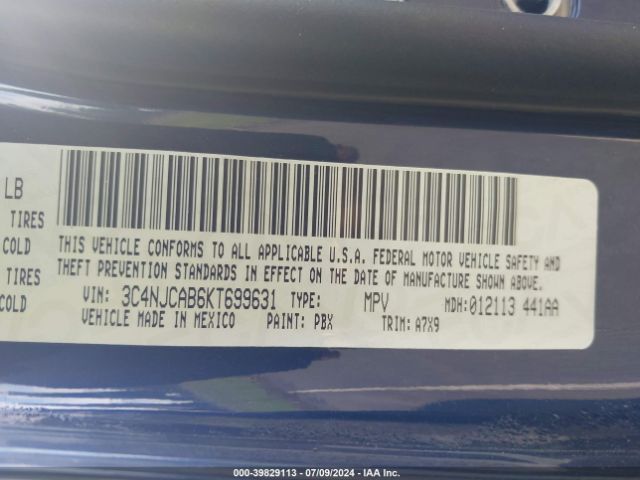 LB
TIRES
COLD
TIRES
COLD
THIS VEHICLE CONFORMS TO ALL APPLICABLE U.S.A. FEDERAL MOTOR VEHICLE SAFETY AND
THEFT PREVENTION STANDARDS IN EFFECT ON THE DATE OF MANUFACTURE SHOWN ABOVE.
VIN: 3C4NJCAB6KT699631 TYPE: MPV MDH:012113 441AA
VEHICLE MADE IN MEXICO PAINT: PBX TRIM: A7X9
000-39829113 - 07/09/2024 - IAAI.COM